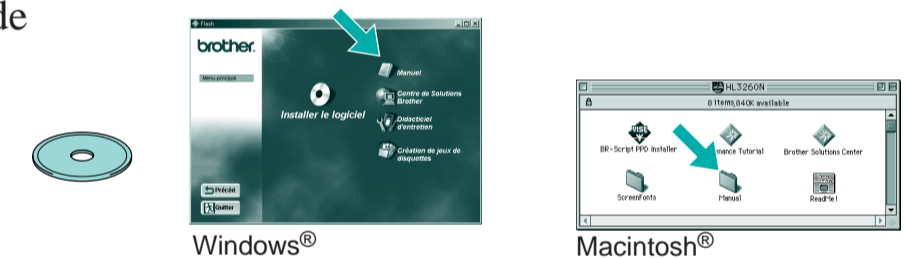 de
Flash
brother.
Menu principal
Manuel
Centre de Solutions
Brother
Installer le logiciel
Didacticiel
d'entretien
Création de jeux de
disquettes
Précéd
Quitter
Windows®
HL3260N
8 items, 840K available
VISE
BR-Script PPD Installer
nance Tutorial
Brother Solutions Center
ScreenFonts
Manual
ReadMe!
Macintosh®